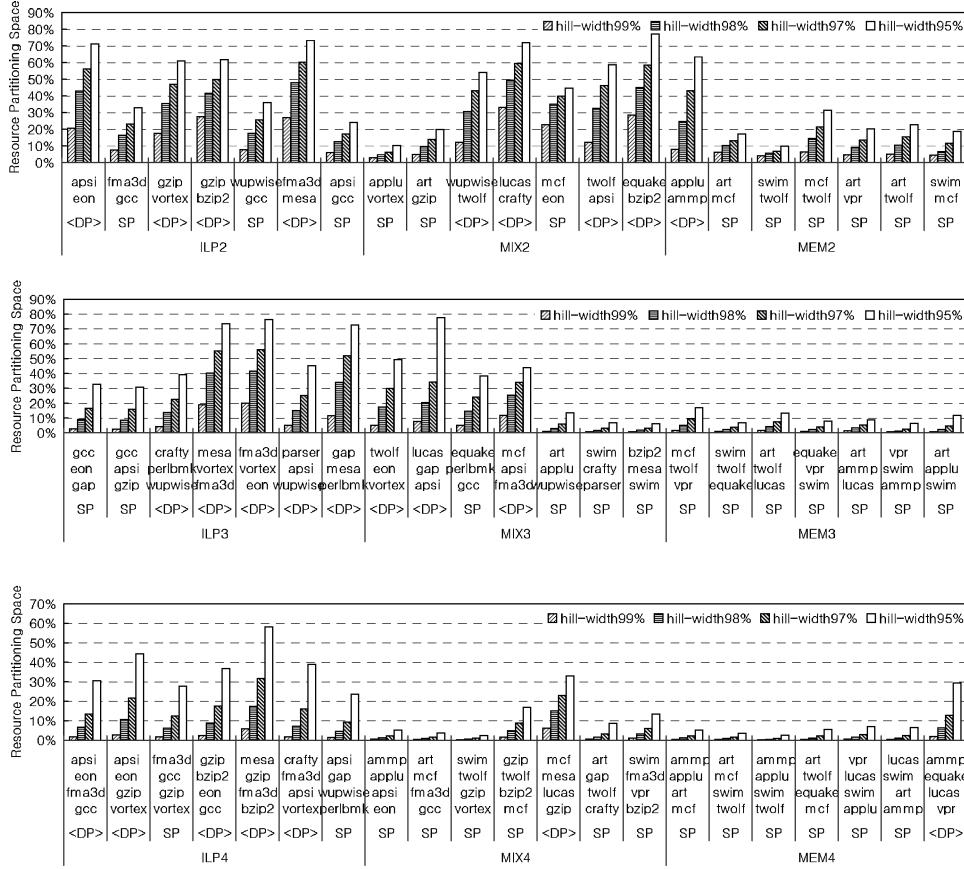 Resource Partitioning Space
90%
80%
70%
60%
50%
40%
30%
20%
10%
0%
hill-width99% hill-width98% hill-width97% hill-width95%
apsi fma3d gzip gzip wupwise fma3d apsi applu art wupwise lucas mcf twolf equake applu art swim mcf art art swim
eon gcc vortex bzip2 gcc mesa gcc vortex gzip twolf crafty eon apsi bzip2 ammp mcf twolf twolf vpr twolf mcf
<DP> SP <DP> <DP> SP <DP> SP SP SP <DP> <DP> SP <DP> <DP> <DP> SP SP SP SP SP SP
ILP2 MIX2 MEM2
Resource Partitioning Space
90%
80%
70%
60%
50%
40%
30%
20%
10%
0%
hill-width99% hill-width98% hill-width97% hill-width95%
gcc gcc crafty mesa fma3d parser gap twolf lucas equake mcf art swim bzip2 mcf swim art equake art vpr art
eon apsi perlbmk vortex vortex apsi mesa eon gap perlbmk apsi applu crafty mesa twolf twolf twolf vpr ammp swim applu
gap gzip wupwise fma3d eon wupwise perlbmk vortex apsi gcc fma3d wupwise parser swim vpr equake lucas swim lucas ammp swim
SP SP <DP> <DP> <DP> <DP> <DP> <DP> <DP> SP <DP> SP SP SP SP SP SP SP SP SP SP
ILP3 MIX3 MEM3
Resource Partitioning Space
70%
60%
50%
40%
30%
20%
10%
0%
hill-width99% hill-width98% hill-width97% hill-width95%
apsi apsi fma3d gzip mesa crafty apsi ammp art swim gzip mcf art swim ammp art ammp art vpr lucas ammp
eon eon gcc bzip2 gzip fma3d gap applu mcf twolf twolf mesa gap fma3d applu mcf applu twolf lucas swim equake
fma3d gzip gzip eon fma3d apsi wupwise apsi fma3d gzip bzip2 lucas twolf vpr art swim swim equake swim art lucas
gcc vortex vortex gcc bzip2 vortex perlbmk eon gcc vortex mcf gzip crafty bzip2 mcf twolf twolf mcf applu ammp vpr
<DP> <DP> SP <DP> <DP> <DP> SP SP SP SP SP <DP> SP SP SP SP SP SP SP SP <DP>
ILP4 MIX4 MEM4